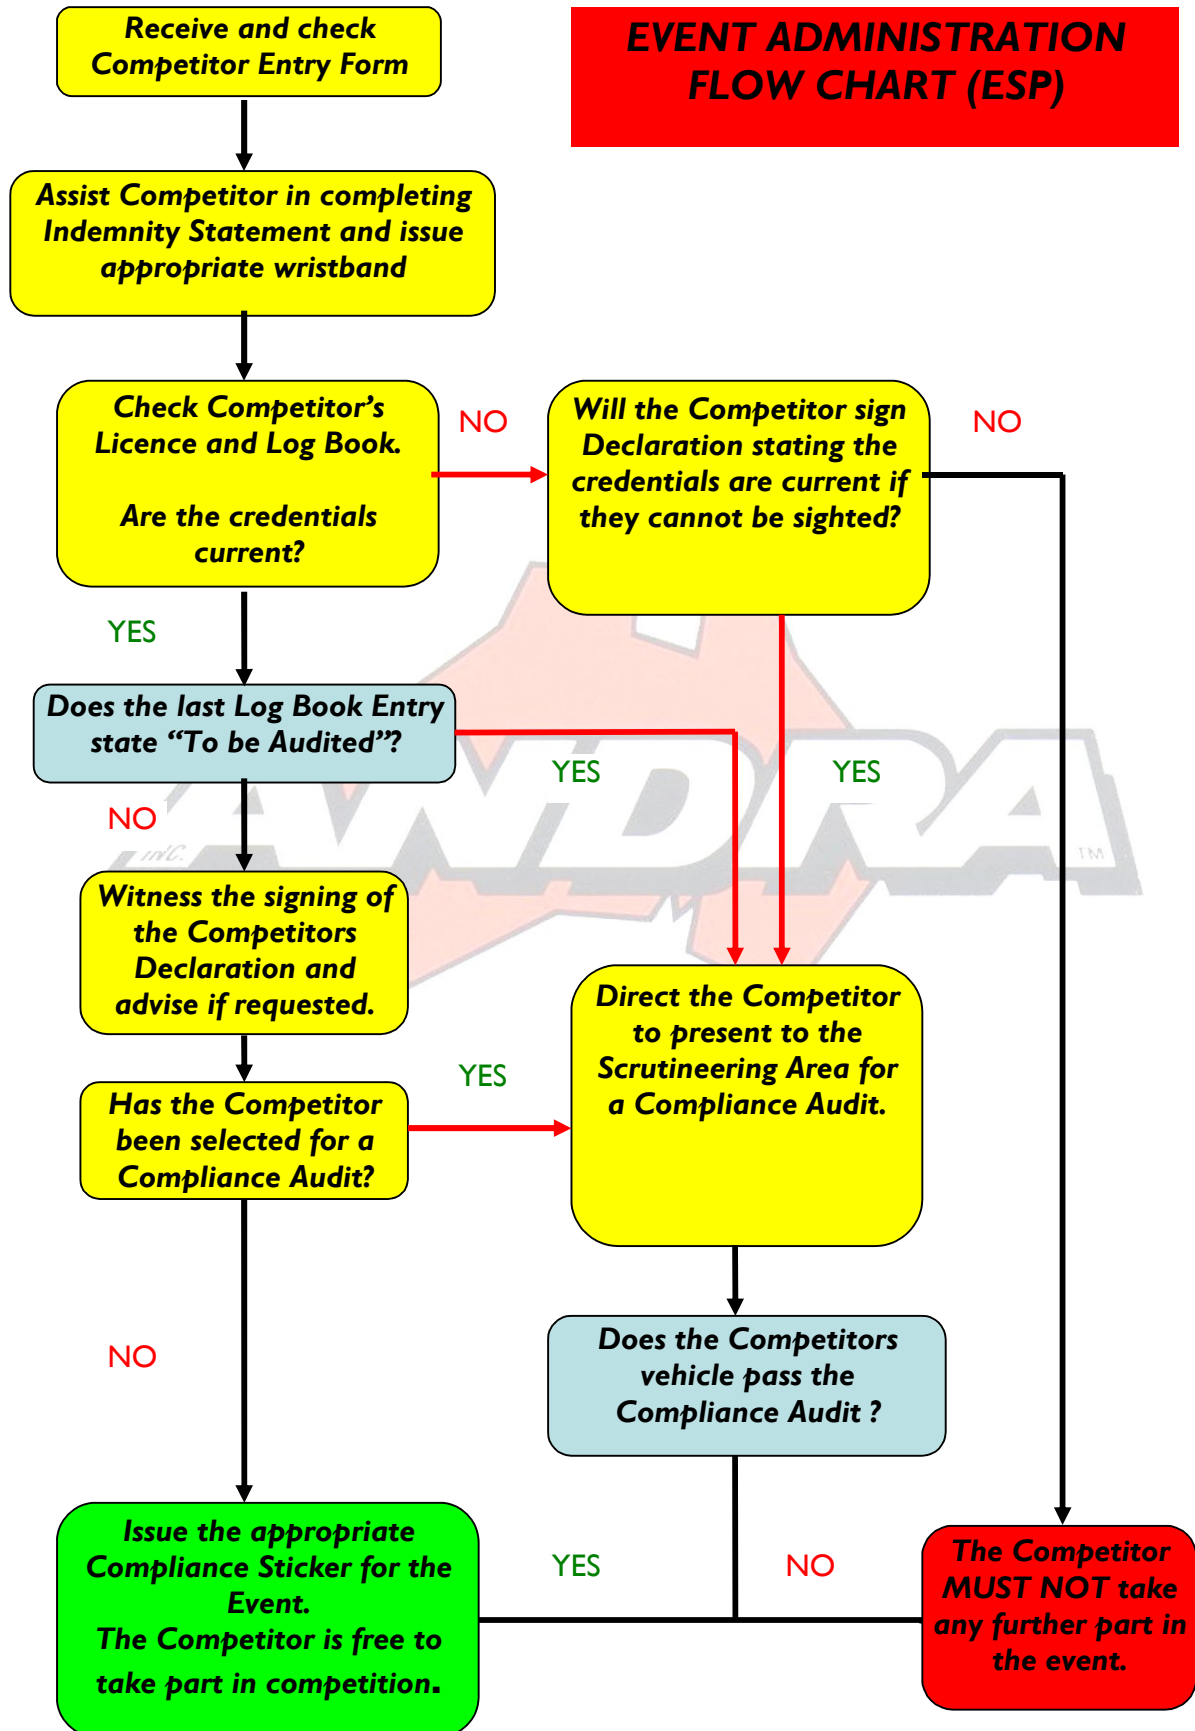 EVENT ADMINISTRATION
FLOW CHART (ESP)
Receive and check
Competitor Entry Form
Assist Competitor in completing
Indemnity Statement and issue
appropriate wristband
Check Competitor’s
Licence and Log Book.
Are the credentials
current?
NO
Will the Competitor sign
Declaration stating the
credentials are current if
they cannot be sighted?
NO
YES
Does the last Log Book Entry
state “To be Audited”?
YES
YES
NO
INC.
ANDRA
TM
Witness the signing of
the Competitors
Declaration and
advise if requested.
Direct the Competitor
to present to the
Scrutineering Area for
a Compliance Audit.
YES
Has the Competitor
been selected for a
Compliance Audit?
NO
Does the Competitors
vehicle pass the
Compliance Audit ?
Issue the appropriate
Compliance Sticker for the
Event.
The Competitor is free to
take part in competition.
YES
NO
The Competitor
MUST NOT take
any further part in
the event.